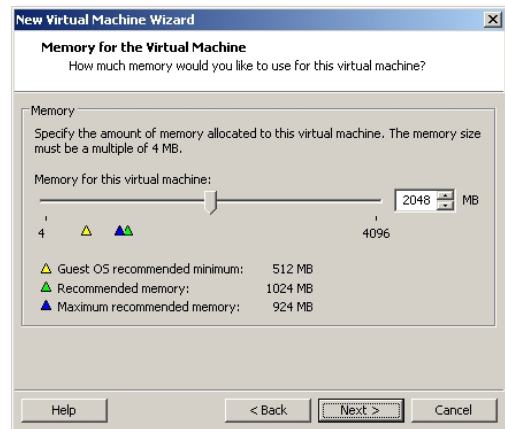 New Virtual Machine Wizard
Memory for the Virtual Machine
How much memory would you like to use for this virtual machine?
Memory
Specify the amount of memory allocated to this virtual machine. The memory size
must be a multiple of 4 MB.
Memory for this virtual machine:
2048 MB
4 4096
Guest OS recommended minimum: 512 MB
Recommended memory: 1024 MB
Maximum recommended memory: 924 MB
Help < Back Next > Cancel